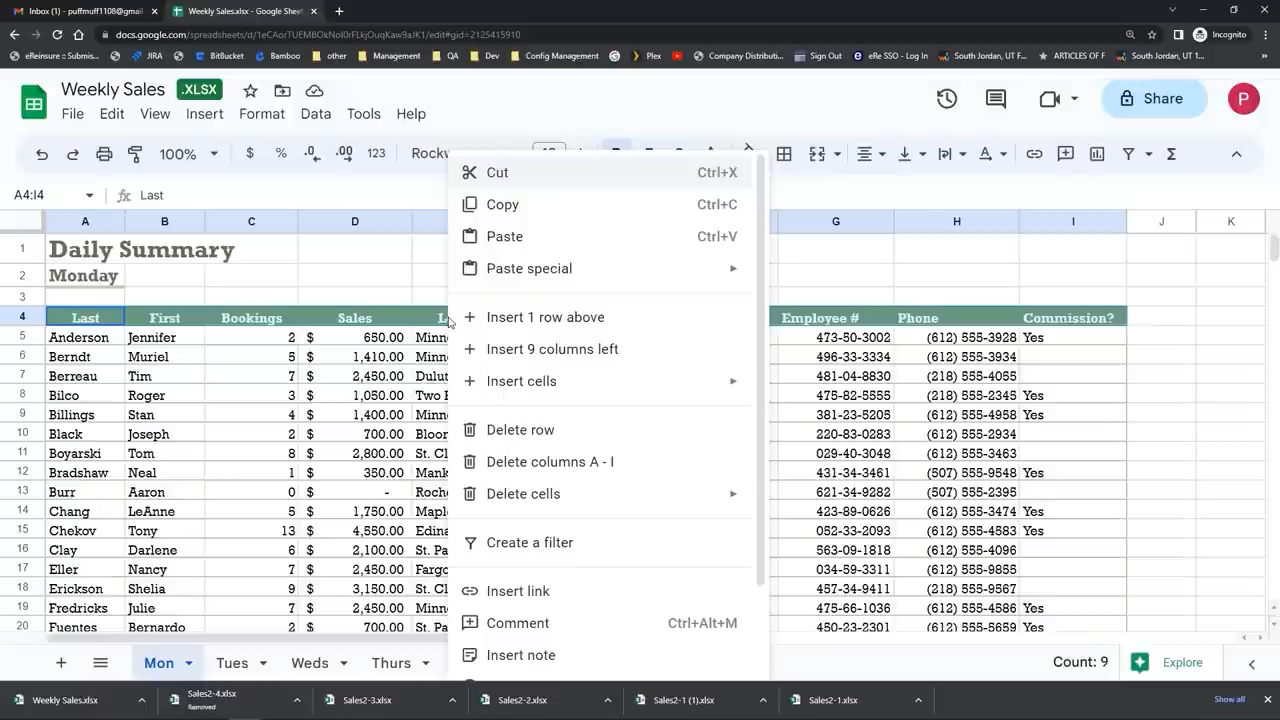 Inbox (1) - puffmuff1108@gmail
Weekly Sales.xlsx - Google Sheet
docs.google.com/spreadsheets/d/1eCAorTUEMBOkNoI0rFLkjOuqKaw9aJK1/edit#gid=2125415910
Incognito
eReinsure :: Submis...
JIRA
BitBucket
Bamboo
other
Management
QA
Dev
Config Management
Plex
Company Distributi...
Sign Out
eRe SSO - Log In
South Jordan, UT F...
ARTICLES OF F
South Jordan, UT 1...
Weekly Sales .XLSX
File Edit View Insert Format Data Tools Help
Share
P
100% $ % .0 .00 123 Rockw
A4:I4 fx Last
A B C D G H I J K
1 Daily Summary
2 Monday
3
4 Last First Bookings Sales L Employee # Phone Commission?
5 Anderson Jennifer 2 $ 650.00 Minn 473-50-3002 (612) 555-3928 Yes
6 Berndt Muriel 5 $ 1,410.00 Minn 496-33-3334 (612) 555-3934
7 Berreau Tim 7 $ 2,450.00 Dulut 481-04-8830 (218) 555-4055
8 Bilco Roger 3 $ 1,050.00 Two 475-82-5555 (218) 555-2345 Yes
9 Billings Stan 4 $ 1,400.00 Minn 381-23-5205 (612) 555-4958 Yes
10 Black Joseph 2 $ 700.00 Bloor 220-83-0283 (612) 555-2934
11 Boyarski Tom 8 $ 2,800.00 St. C 029-40-3048 (612) 555-3463
12 Bradshaw Neal 1 $ 350.00 Mank 431-34-3461 (507) 555-9548 Yes
13 Burr Aaron 0 $ - Roche 621-34-9282 (507) 555-2395
14 Chang LeAnne 5 $ 1,750.00 Maple 423-89-0626 (612) 555-3474 Yes
15 Chekov Tony 13 $ 4,550.00 Edina 052-33-2093 (612) 555-4583 Yes
16 Clay Darlene 6 $ 2,100.00 St. Pa 563-09-1818 (612) 555-4096
17 Eller Nancy 7 $ 2,450.00 Fargo 034-59-3311 (612) 555-9855
18 Erickson Shelia 9 $ 3,150.00 St. Cl 457-34-9411 (218) 555-9567
19 Fredricks Julie 7 $ 2,450.00 Minne 475-66-1036 (612) 555-4586 Yes
20 Fuentes Bernardo 2 $ 700.00 St. Pa 450-23-2301 (612) 555-5659 Yes
Cut Ctrl+X
Copy Ctrl+C
Paste Ctrl+V
Paste special
Insert 1 row above
Insert 9 columns left
Insert cells
Delete row
Delete columns A - I
Delete cells
Create a filter
Insert link
Comment Ctrl+Alt+M
Insert note
Mon Tues Weds Thurs
Count: 9
Explore
Weekly Sales.xlsx
Sales2-4.xlsx
Removed
Sales2-3.xlsx
Sales2-2.xlsx
Sales2-1 (1).xlsx
Sales2-1.xlsx
Show all